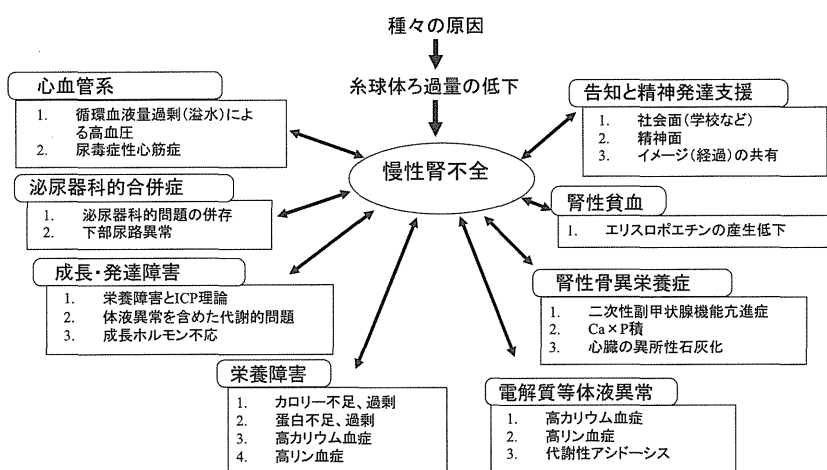 種々の原因
糸球体ろ過量の低下
慢性腎不全
心血管系
1. 循環血液量過剰(溢水)によ
る高血圧
2. 尿毒症性心筋症
泌尿器科的合併症
1. 泌尿器科的問題の併存
2. 下部尿路異常
成長・発達障害
1. 栄養障害とICP理論
2. 体液異常を含めた代謝的問題
3. 成長ホルモン不応
栄養障害
1. カロリー不足、過剰
2. 蛋白不足、過剰
3. 高カリウム血症
4. 高リン血症
告知と精神発達支援
1. 社会面(学校など)
2. 精神面
3. イメージ(経過)の共有
腎性貧血
1. エリスロポエチンの産生低下
腎性骨異栄養症
1. 二次性副甲状腺機能亢進症
2. Ca×P積
3. 心臓の異所性石灰化
電解質等体液異常
1. 高カリウム血症
2. 高リン血症
3. 代謝性アシドーシス